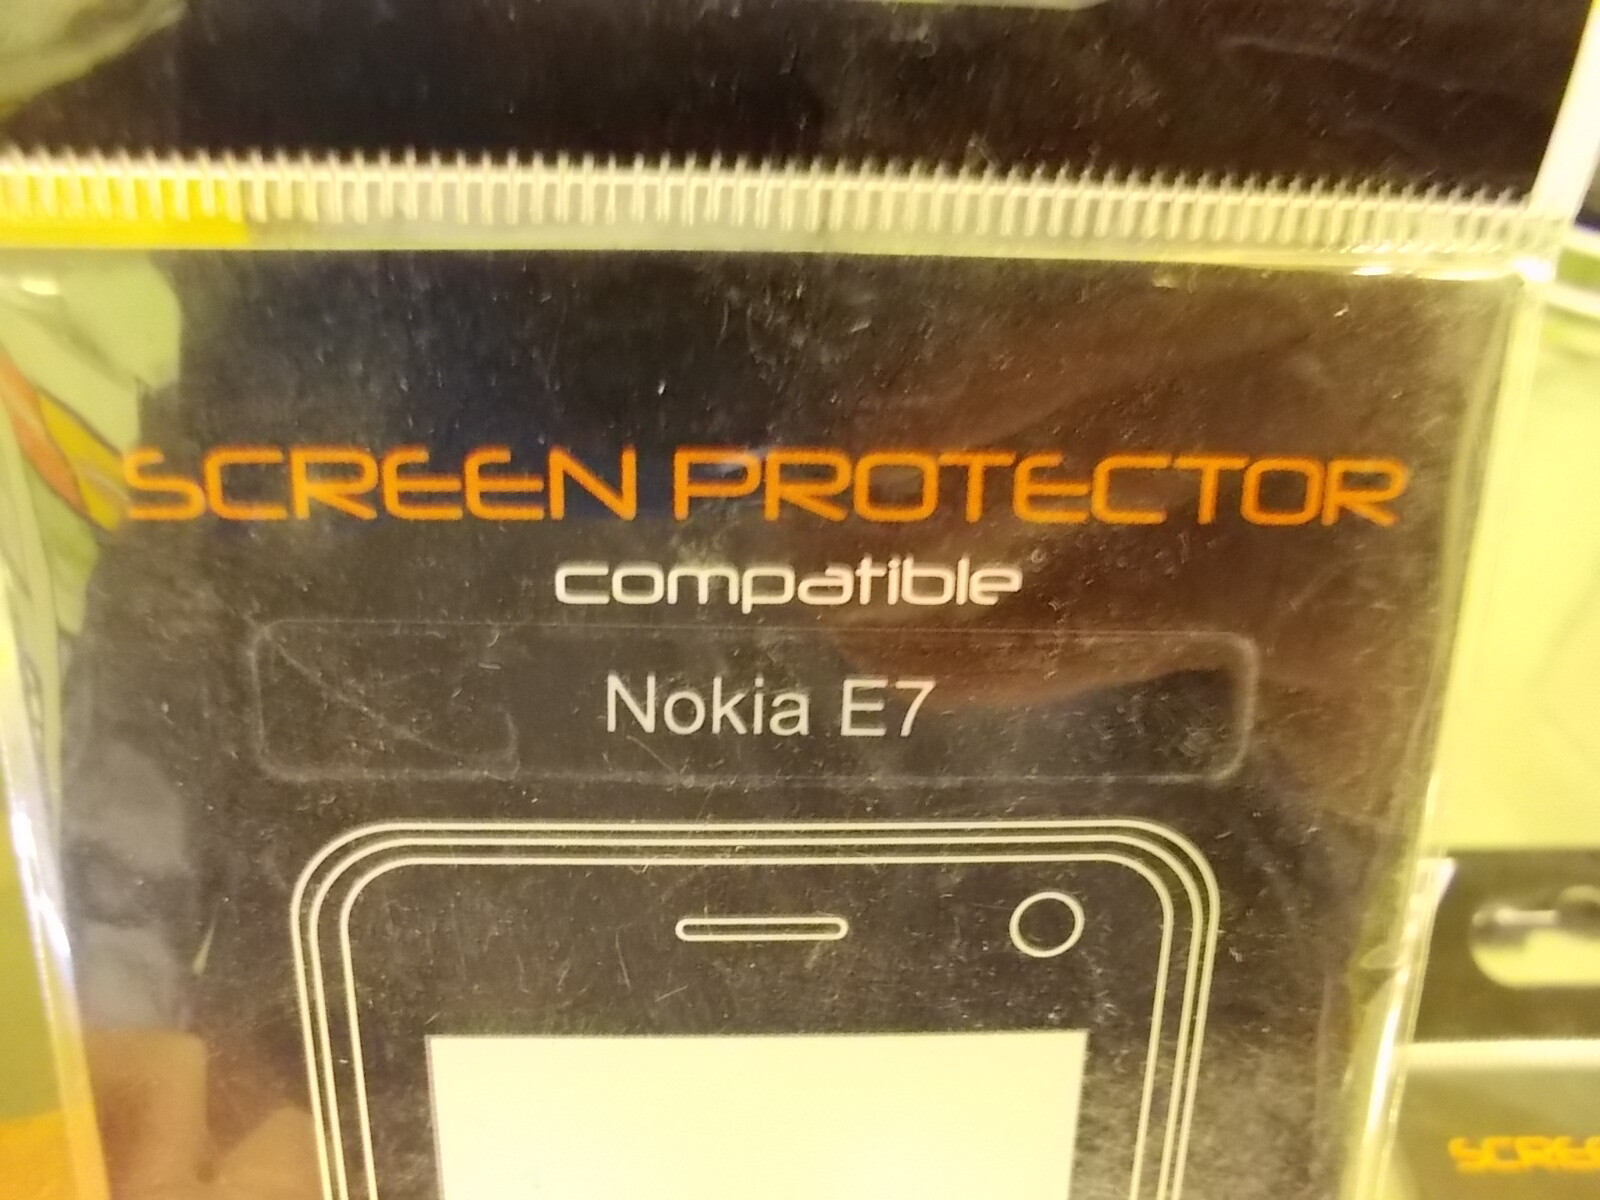 SCREEN PROTECTOR
compatible
Nokia E7